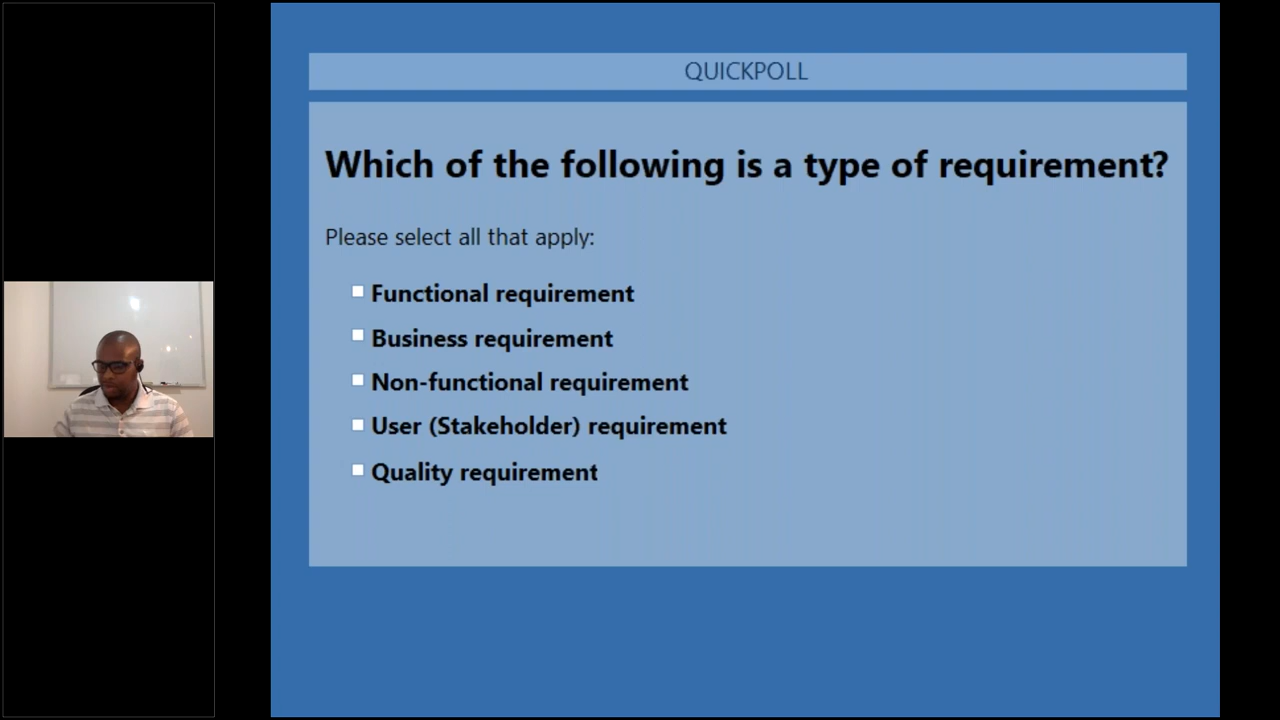 QUICKPOLL
Which of the following is a type of requirement?
Please select all that apply:
Functional requirement
Business requirement
Non-functional requirement
User (Stakeholder) requirement
Quality requirement